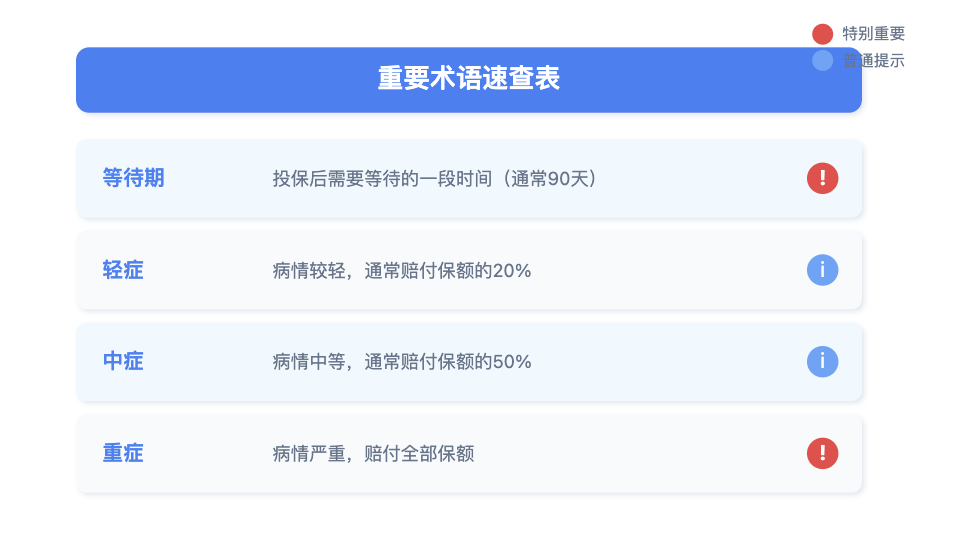 特别重要
普通提示
重要术语速查表
等待期
投保后需要等待的一段时间（通常90天）
!
轻症
病情较轻，通常赔付保额的20%
i
中症
病情中等，通常赔付保额的50%
i
重症
病情严重，赔付全部保额
!